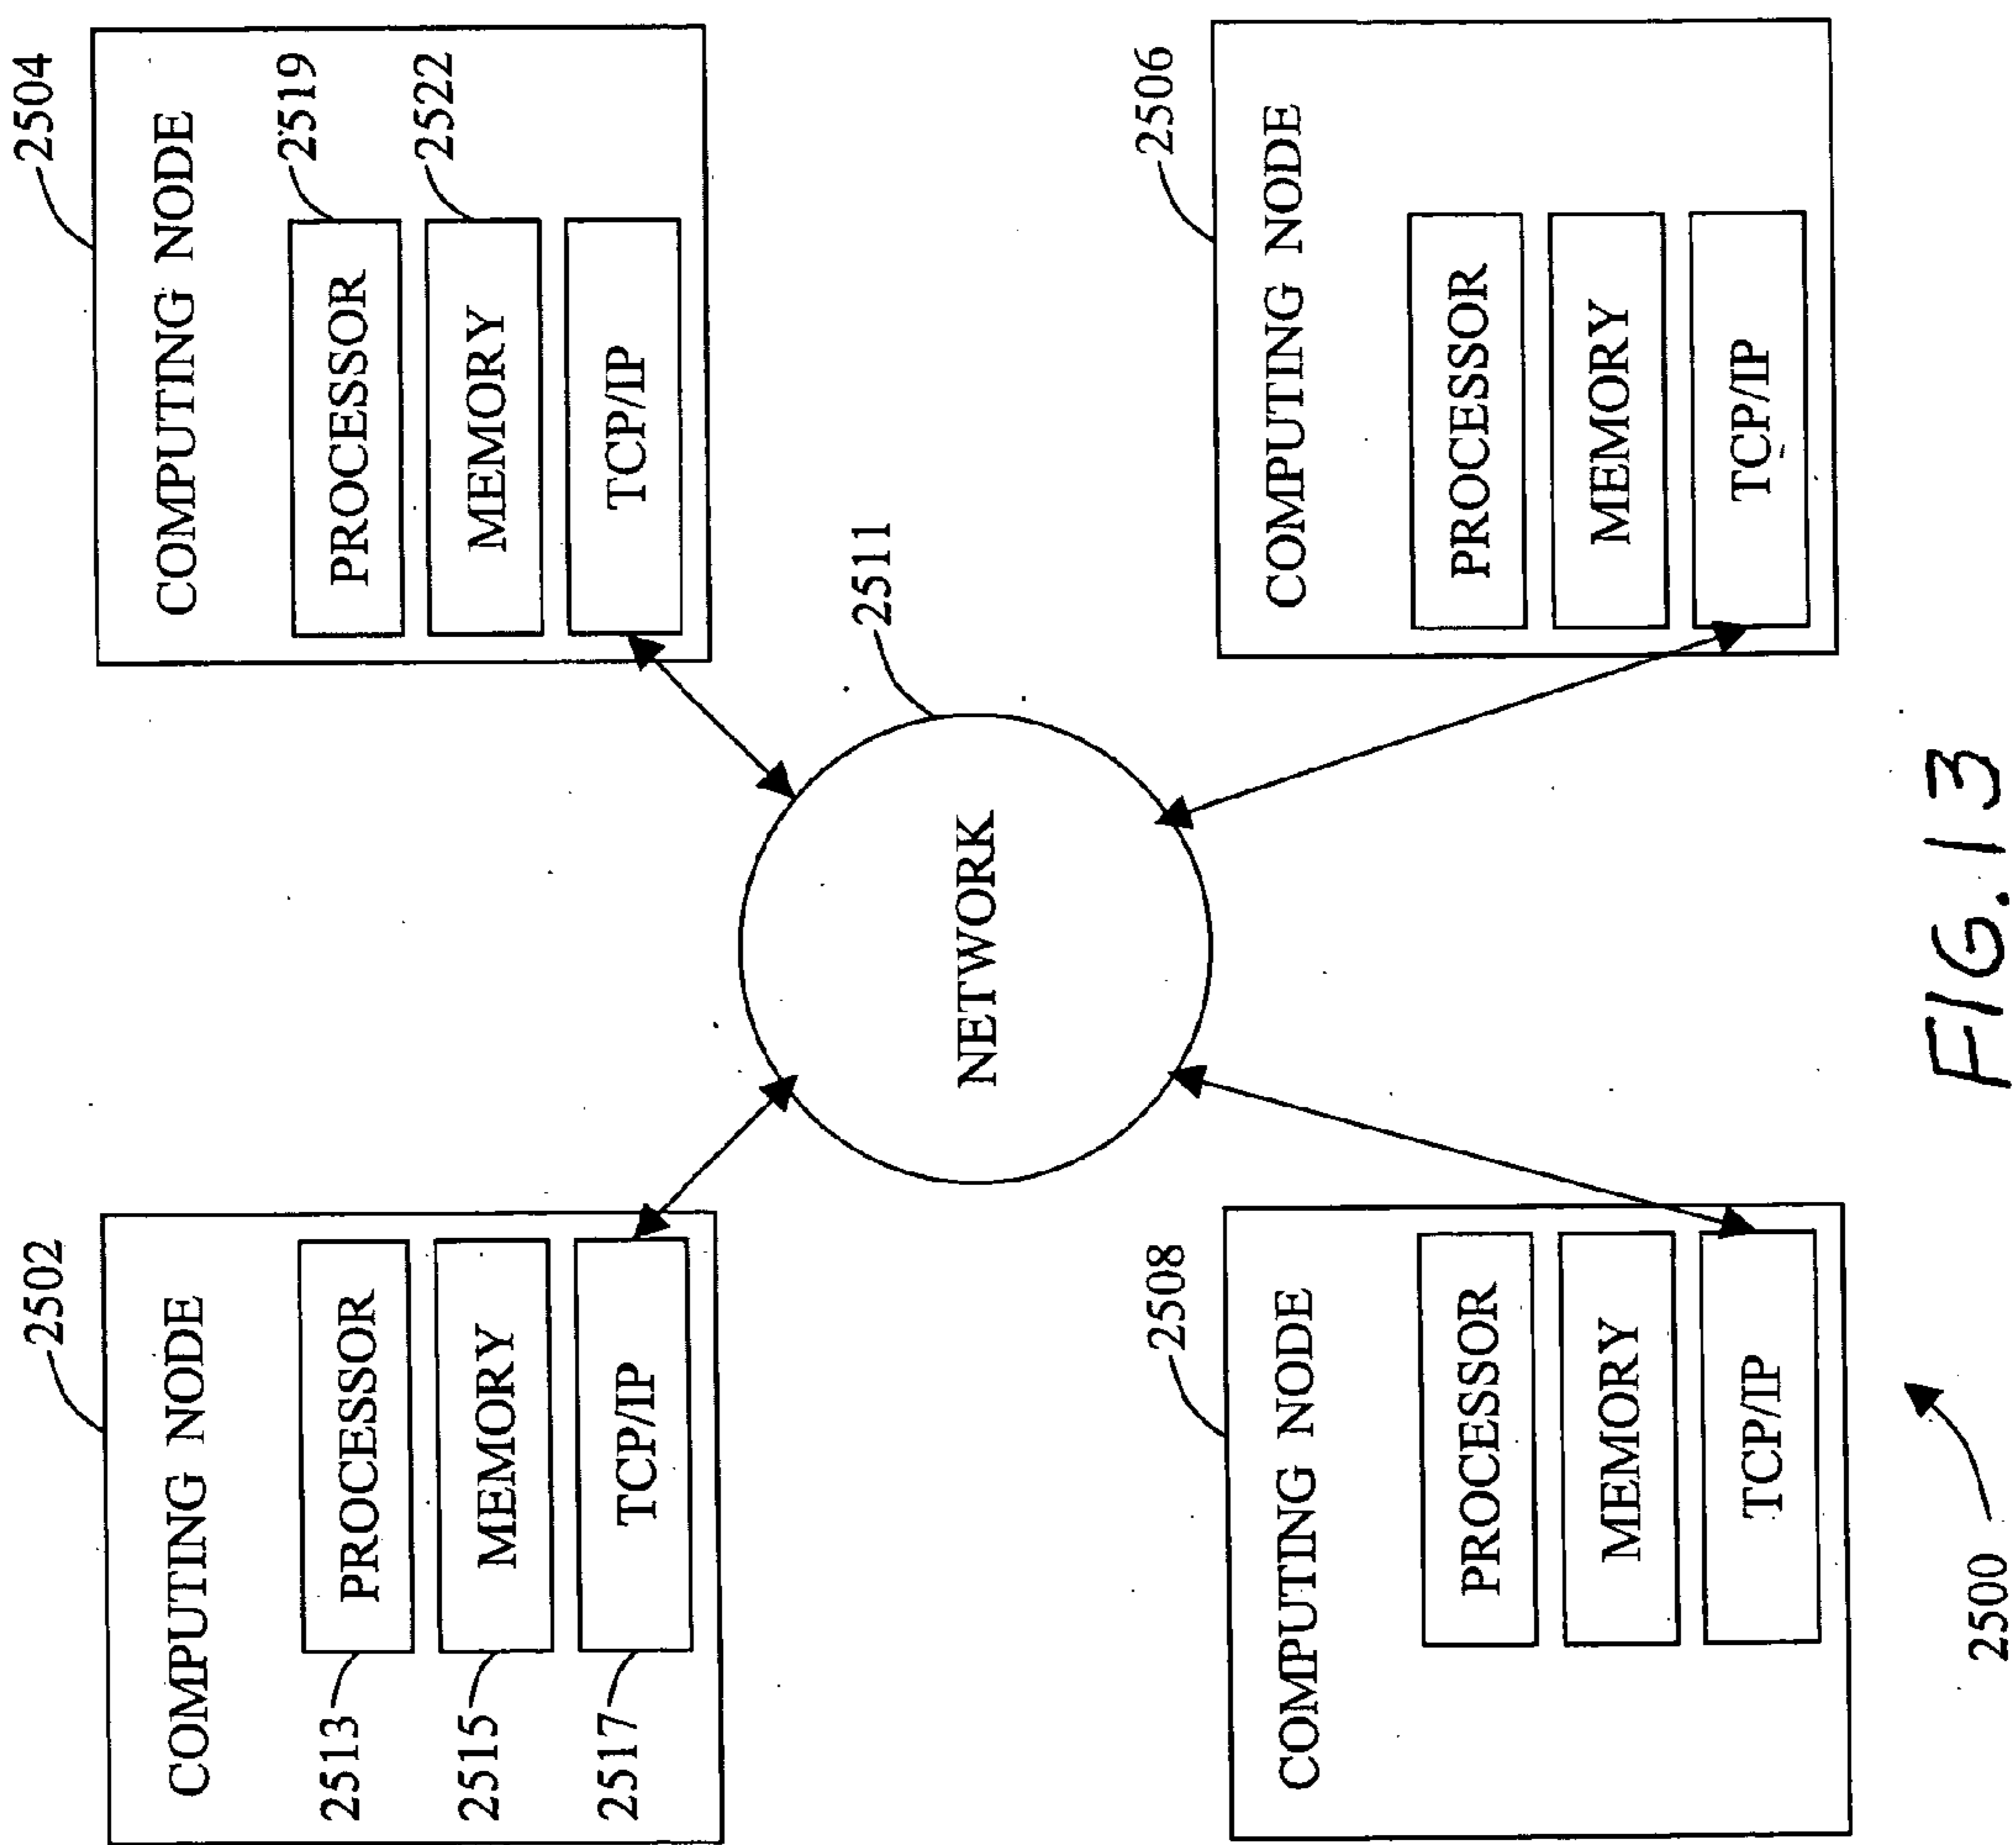 2502
COMPUTING NODE
2513
PROCESSOR
2515
MEMORY
2517
TCP/IP
2504
COMPUTING NODE
PROCESSOR
2519
MEMORY
2522
TCP/IP
2511
NETWORK
2508
COMPUTING NODE
PROCESSOR
MEMORY
TCP/IP
2506
COMPUTING NODE
PROCESSOR
MEMORY
TCP/IP
2500
FIG. 13